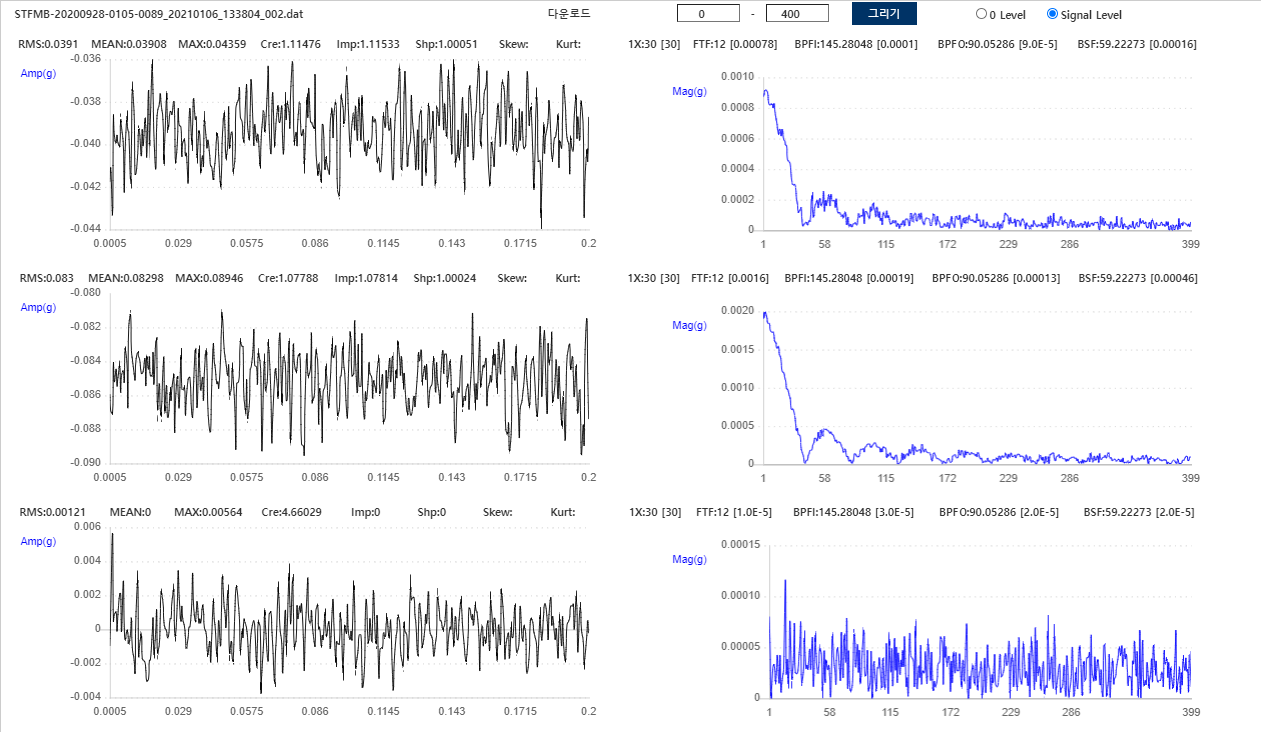 STFMB-20200928-0105-0089_20210106_133804_002.dat 다운로드 0 - 400 그리기 0 Level Signal Level
RMS:0.0391 MEAN:0.03908 MAX:0.04359 Cre:1.11476 Imp:1.11533 Shp:1.00051 Skew: Kurt:
Amp(g)
-0.036
-0.038
-0.040
-0.042
-0.044
0.0005 0.029 0.0575 0.086 0.1145 0.143 0.1715 0.2
1X:30 [30] FTF:12 [0.00078] BPFI:145.28048 [0.0001] BPFO:90.05286 [9.0E-5] BSF:59.22273 [0.00016]
Mag(g)
0.0010
0.0008
0.0006
0.0004
0.0002
0
1 58 115 172 229 286 399
RMS:0.083 MEAN:0.08298 MAX:0.08946 Cre:1.07788 Imp:1.07814 Shp:1.00024 Skew: Kurt:
Amp(g)
-0.080
-0.082
-0.084
-0.086
-0.088
-0.090
0.0005 0.029 0.0575 0.086 0.1145 0.143 0.1715 0.2
1X:30 [30] FTF:12 [0.0016] BPFI:145.28048 [0.00019] BPFO:90.05286 [0.00013] BSF:59.22273 [0.00046]
Mag(g)
0.0020
0.0015
0.0010
0.0005
0
1 58 115 172 229 286 399
RMS:0.00121 MEAN:0 MAX:0.00564 Cre:4.66029 Imp:0 Shp:0 Skew: Kurt:
Amp(g)
0.006
0.004
0.002
0
-0.002
-0.004
0.0005 0.029 0.0575 0.086 0.1145 0.143 0.1715 0.2
1X:30 [30] FTF:12 [1.0E-5] BPFI:145.28048 [3.0E-5] BPFO:90.05286 [2.0E-5] BSF:59.22273 [2.0E-5]
Mag(g)
0.00015
0.00010
0.00005
0
1 58 115 172 229 286 399